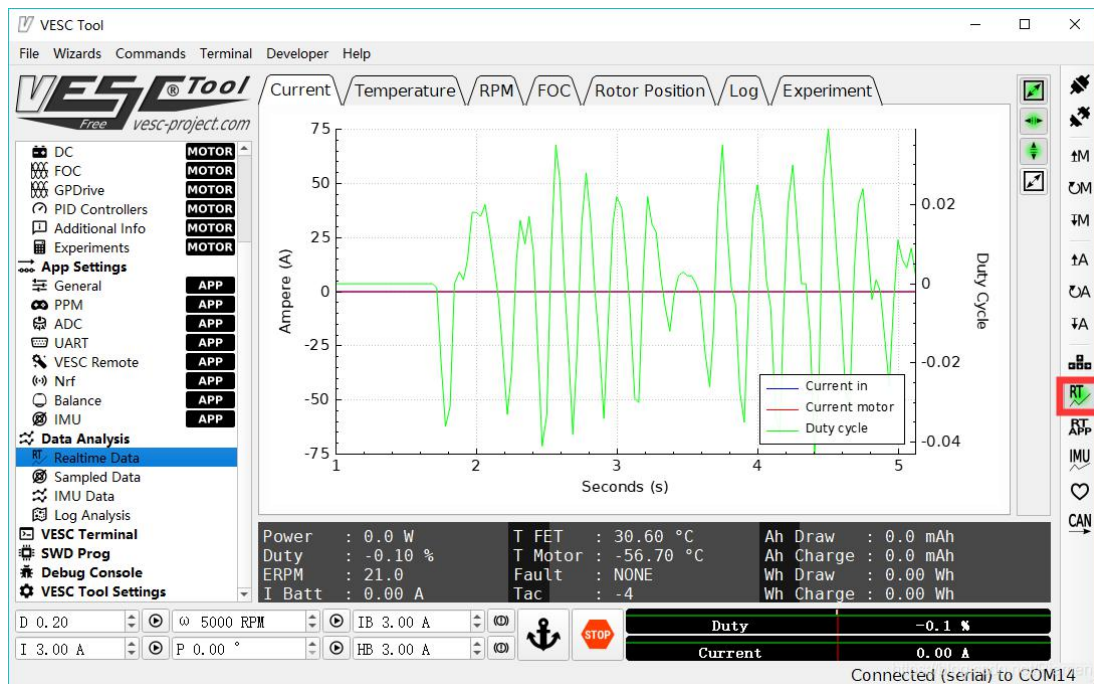 VESC Tool
File Wizards Commands Terminal Developer Help
VESC® Tool
Free vesc-project.com
DC MOTOR
FOC MOTOR
GPDrive MOTOR
PID Controllers MOTOR
Additional Info MOTOR
Experiments MOTOR
App Settings
General APP
PPM APP
ADC APP
UART APP
VESC Remote APP
Nrf APP
Balance APP
IMU APP
Data Analysis
RT Realtime Data
Sampled Data
IMU Data
Log Analysis
VESC Terminal
SWD Prog
Debug Console
VESC Tool Settings
Current Temperature RPM FOC Rotor Position Log Experiment
75
50
25
0
-25
-50
-75
Ampere (A)
1 2 3 4 5
Seconds (s)
0.02
0
-0.02
-0.04
Duty Cycle
Current in
Current motor
Duty cycle
Power : 0.0 W T FET : 30.60 °C Ah Draw : 0.0 mAh
Duty : -0.10 % T Motor : -56.70 °C Ah Charge : 0.0 mAh
ERPM : 21.0 Fault : NONE Wh Draw : 0.00 Wh
I Batt : 0.00 A Tac : -4 Wh Charge : 0.00 Wh
D 0.20 ω 5000 RPM IB 3.00 A
I 3.00 A P 0.00 ° HB 3.00 A
STOP
Duty -0.1 %
Current 0.00 A
M
M
M
A
A
A
RT
RT
APP
IMU
CAN
Connected (serial) to COM14